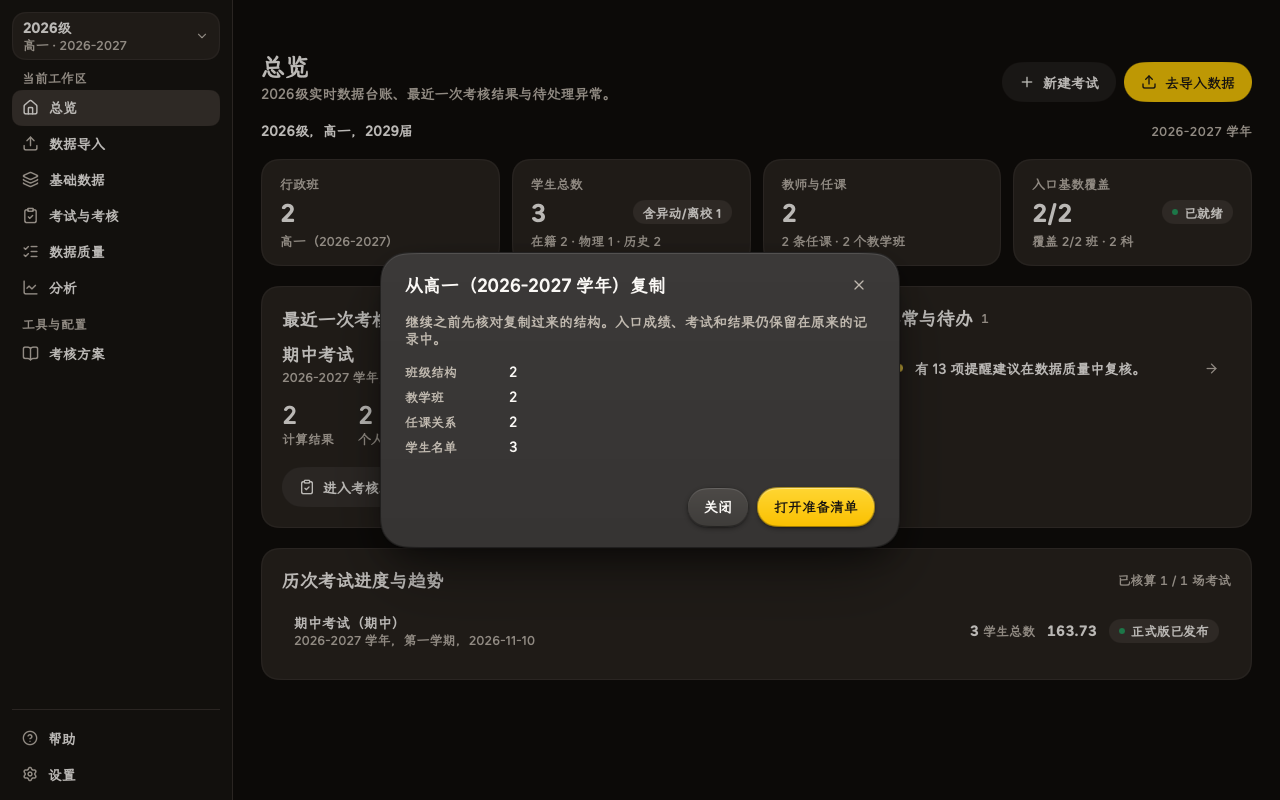 2026级
高一 · 2026-2027
当前工作区
总览
数据导入
基础数据
考试与考核
数据质量
分析
工具与配置
考核方案
帮助
设置
总览
2026级实时数据台账、最近一次考核结果与待处理异常。
新建考试
去导入数据
2026级，高一，2029届
2026-2027 学年
行政班
2
高一（2026-2027）
学生总数
3
含异动/离校 1
在籍 2 · 物理 1 · 历史 2
教师与任课
2
2 条任课 · 2 个教学班
入口基数覆盖
2/2
已就绪
覆盖 2/2 班 · 2 科
最近一次考
期中考试
2026-2027 学年
2
计算结果
2
个人
进入考核
常与待办 1
有 13 项提醒建议在数据质量中复核。
从高一（2026-2027 学年）复制
继续之前先核对复制过来的结构。入口成绩、考试和结果仍保留在原来的记
录中。
班级结构 2
教学班 2
任课关系 2
学生名单 3
关闭
打开准备清单
历次考试进度与趋势
已核算 1 / 1 场考试
期中考试（期中）
2026-2027 学年，第一学期，2026-11-10
3 学生总数 163.73 正式版已发布